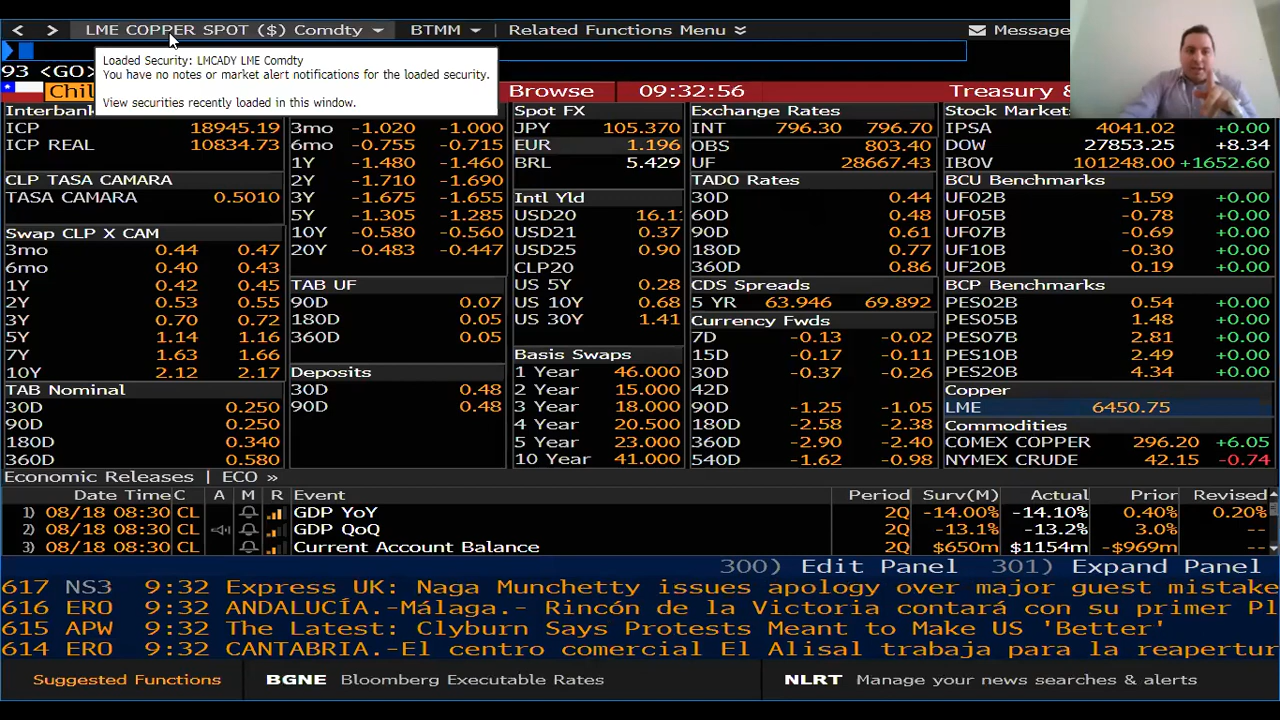 < > LME COPPER SPOT ($) Comdty BTMM Related Functions Menu Messag
Loaded Security: LMCADY LME Comdty
You have no notes or market alert notifications for the loaded security.
View securities recently loaded in this window.
93 <GO>
Browse 09:32:56 Treasury &
Interbank
ICP 18945.19
ICP REAL 10834.73
CLP TASA CAMARA
TASA CAMARA 0.5010
Swap CLP X CAM
3mo 0.44 0.47
6mo 0.40 0.43
1Y 0.42 0.45
2Y 0.53 0.55
3Y 0.70 0.72
5Y 1.14 1.16
7Y 1.63 1.66
10Y 2.12 2.17
TAB Nominal
30D 0.250
90D 0.250
180D 0.340
360D 0.580
3mo -1.020 -1.000
6mo -0.755 -0.715
1Y -1.480 -1.460
2Y -1.710 -1.690
3Y -1.675 -1.655
5Y -1.305 -1.285
10Y -0.580 -0.560
20Y -0.483 -0.447
TAB UF
90D 0.07
180D 0.05
360D 0.05
Deposits
30D 0.48
90D 0.48
Spot FX
JPY 105.370
EUR 1.196
BRL 5.429
Intl Yld
USD20 16.1
USD21 0.37
USD25 0.90
CLP20
US 5Y 0.28
US 10Y 0.68
US 30Y 1.41
Basis Swaps
1 Year 46.000
2 Year 15.000
3 Year 18.000
4 Year 20.500
5 Year 23.000
10 Year 41.000
Exchange Rates
INT 796.30 796.70
OBS 803.40
UF 28667.43
TADO Rates
30D 0.44
60D 0.48
90D 0.61
180D 0.77
360D 0.86
CDS Spreads
5 YR 63.946 69.892
Currency Fwds
7D -0.13 -0.02
15D -0.17 -0.11
30D -0.37 -0.26
42D
90D -1.25 -1.05
180D -2.58 -2.38
360D -2.90 -2.40
540D -1.62 -0.98
Stock Market
IPSA 4041.02 +0.00
DOW 27853.25 +8.34
IBOV 101248.00 +1652.60
BCU Benchmarks
UF02B -1.59 +0.00
UF05B -0.78 +0.00
UF07B -0.69 +0.00
UF10B -0.30 +0.00
UF20B 0.19 +0.00
BCP Benchmarks
PES02B 0.54 +0.00
PES05B 1.48 +0.00
PES07B 2.81 +0.00
PES10B 2.49 +0.00
PES20B 4.34 +0.00
Copper
LME 6450.75
Commodities
COMEX COPPER 296.20 +6.05
NYMEX CRUDE 42.15 -0.74
Economic Releases | ECO »
Date Time C A M R Event Period Surv(M) Actual Prior Revised
1) 08/18 08:30 CL GDP YoY 2Q -14.00% -14.10% 0.40% 0.20%
2) 08/18 08:30 CL GDP QoQ 2Q -13.1% -13.2% 3.0% --
3) 08/18 08:30 CL Current Account Balance 2Q $650m $1154m -$969m --
300) Edit Panel 301) Expand Panel
617 NS3 9:32 Express UK: Naga Munchetty issues apology over major guest mistake
616 ERO 9:32 ANDALUCÍA.-Málaga.- Rincón de la Victoria contará con su primer Pl
615 APW 9:32 The Latest: Clyburn Says Protests Meant to Make US 'Better'
614 ERO 9:32 CANTABRIA.-El centro comercial El Alisal trabaja para la reapertur
Suggested Functions BGNE Bloomberg Executable Rates NLRT Manage your news searches & alerts